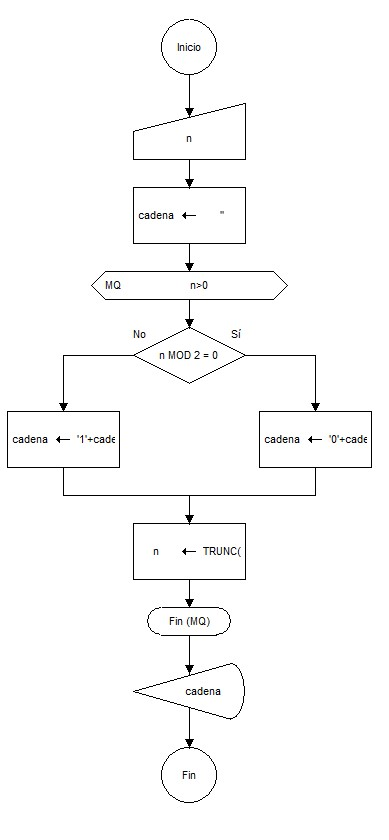 Inicio
n
cadena ← ''
MQ n>0
No Sí
n MOD 2 = 0
cadena ← '1'+cade
cadena ← '0'+cade
n ← TRUNC(
Fin (MQ)
cadena
Fin